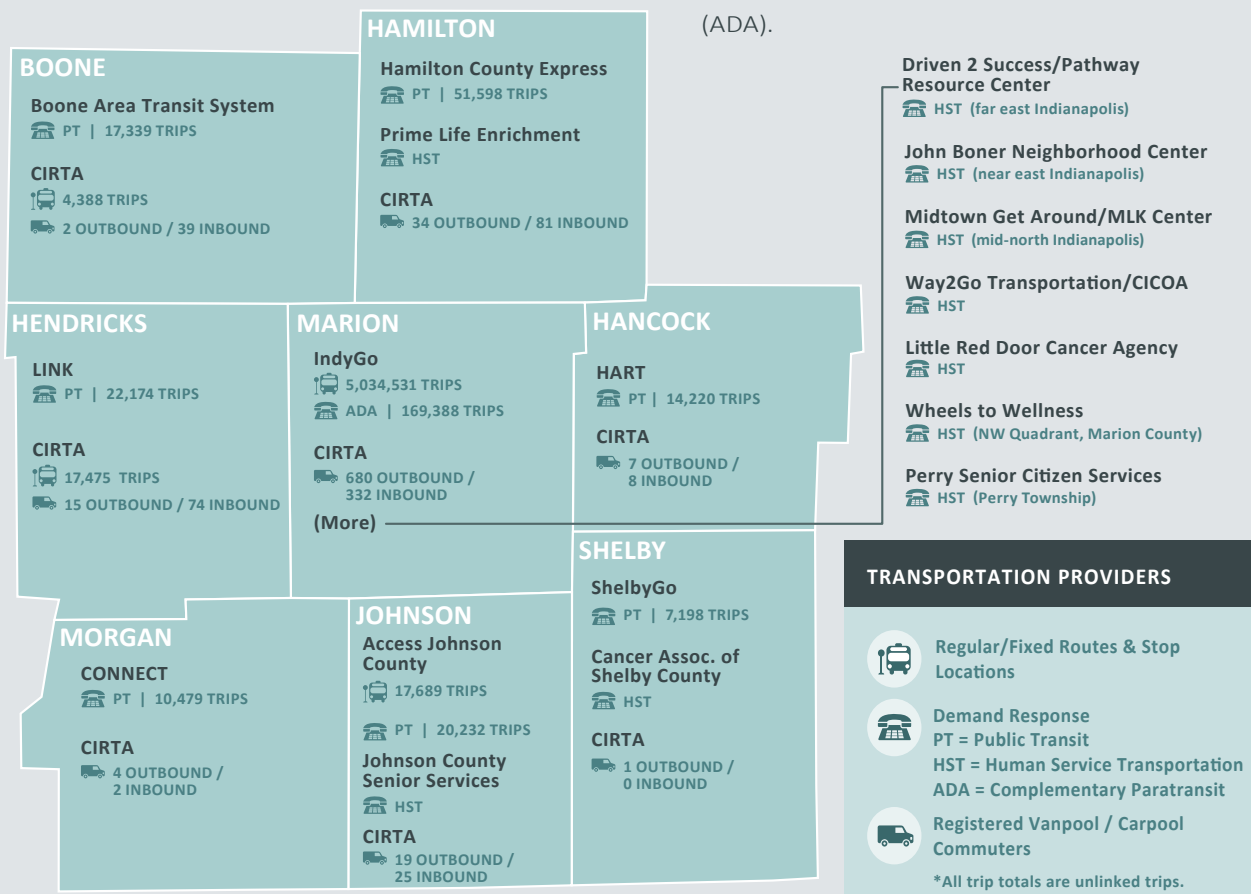 (ADA).
BOONE
Boone Area Transit System
PT | 17,339 TRIPS
CIRTA
4,388 TRIPS
2 OUTBOUND / 39 INBOUND
HAMILTON
Hamilton County Express
PT | 51,598 TRIPS
Prime Life Enrichment
HST
CIRTA
34 OUTBOUND / 81 INBOUND
HENDRICKS
LINK
PT | 22,174 TRIPS
CIRTA
17,475 TRIPS
15 OUTBOUND / 74 INBOUND
MARION
IndyGo
5,034,531 TRIPS
ADA | 169,388 TRIPS
CIRTA
680 OUTBOUND /
332 INBOUND
(More)
HANCOCK
HART
PT | 14,220 TRIPS
CIRTA
7 OUTBOUND /
8 INBOUND
MORGAN
CONNECT
PT | 10,479 TRIPS
CIRTA
4 OUTBOUND /
2 INBOUND
JOHNSON
Access Johnson
County
17,689 TRIPS
PT | 20,232 TRIPS
Johnson County
Senior Services
HST
CIRTA
19 OUTBOUND /
25 INBOUND
SHELBY
ShelbyGo
PT | 7,198 TRIPS
Cancer Assoc. of
Shelby County
HST
CIRTA
1 OUTBOUND /
0 INBOUND
Driven 2 Success/Pathway
Resource Center
HST (far east Indianapolis)
John Boner Neighborhood Center
HST (near east Indianapolis)
Midtown Get Around/MLK Center
HST (mid-north Indianapolis)
Way2Go Transportation/CICOA
HST
Little Red Door Cancer Agency
HST
Wheels to Wellness
HST (NW Quadrant, Marion County)
Perry Senior Citizen Services
HST (Perry Township)
TRANSPORTATION PROVIDERS
Regular/Fixed Routes & Stop
Locations
Demand Response
PT = Public Transit
HST = Human Service Transportation
ADA = Complementary Paratransit
Registered Vanpool / Carpool
Commuters
*All trip totals are unlinked trips.